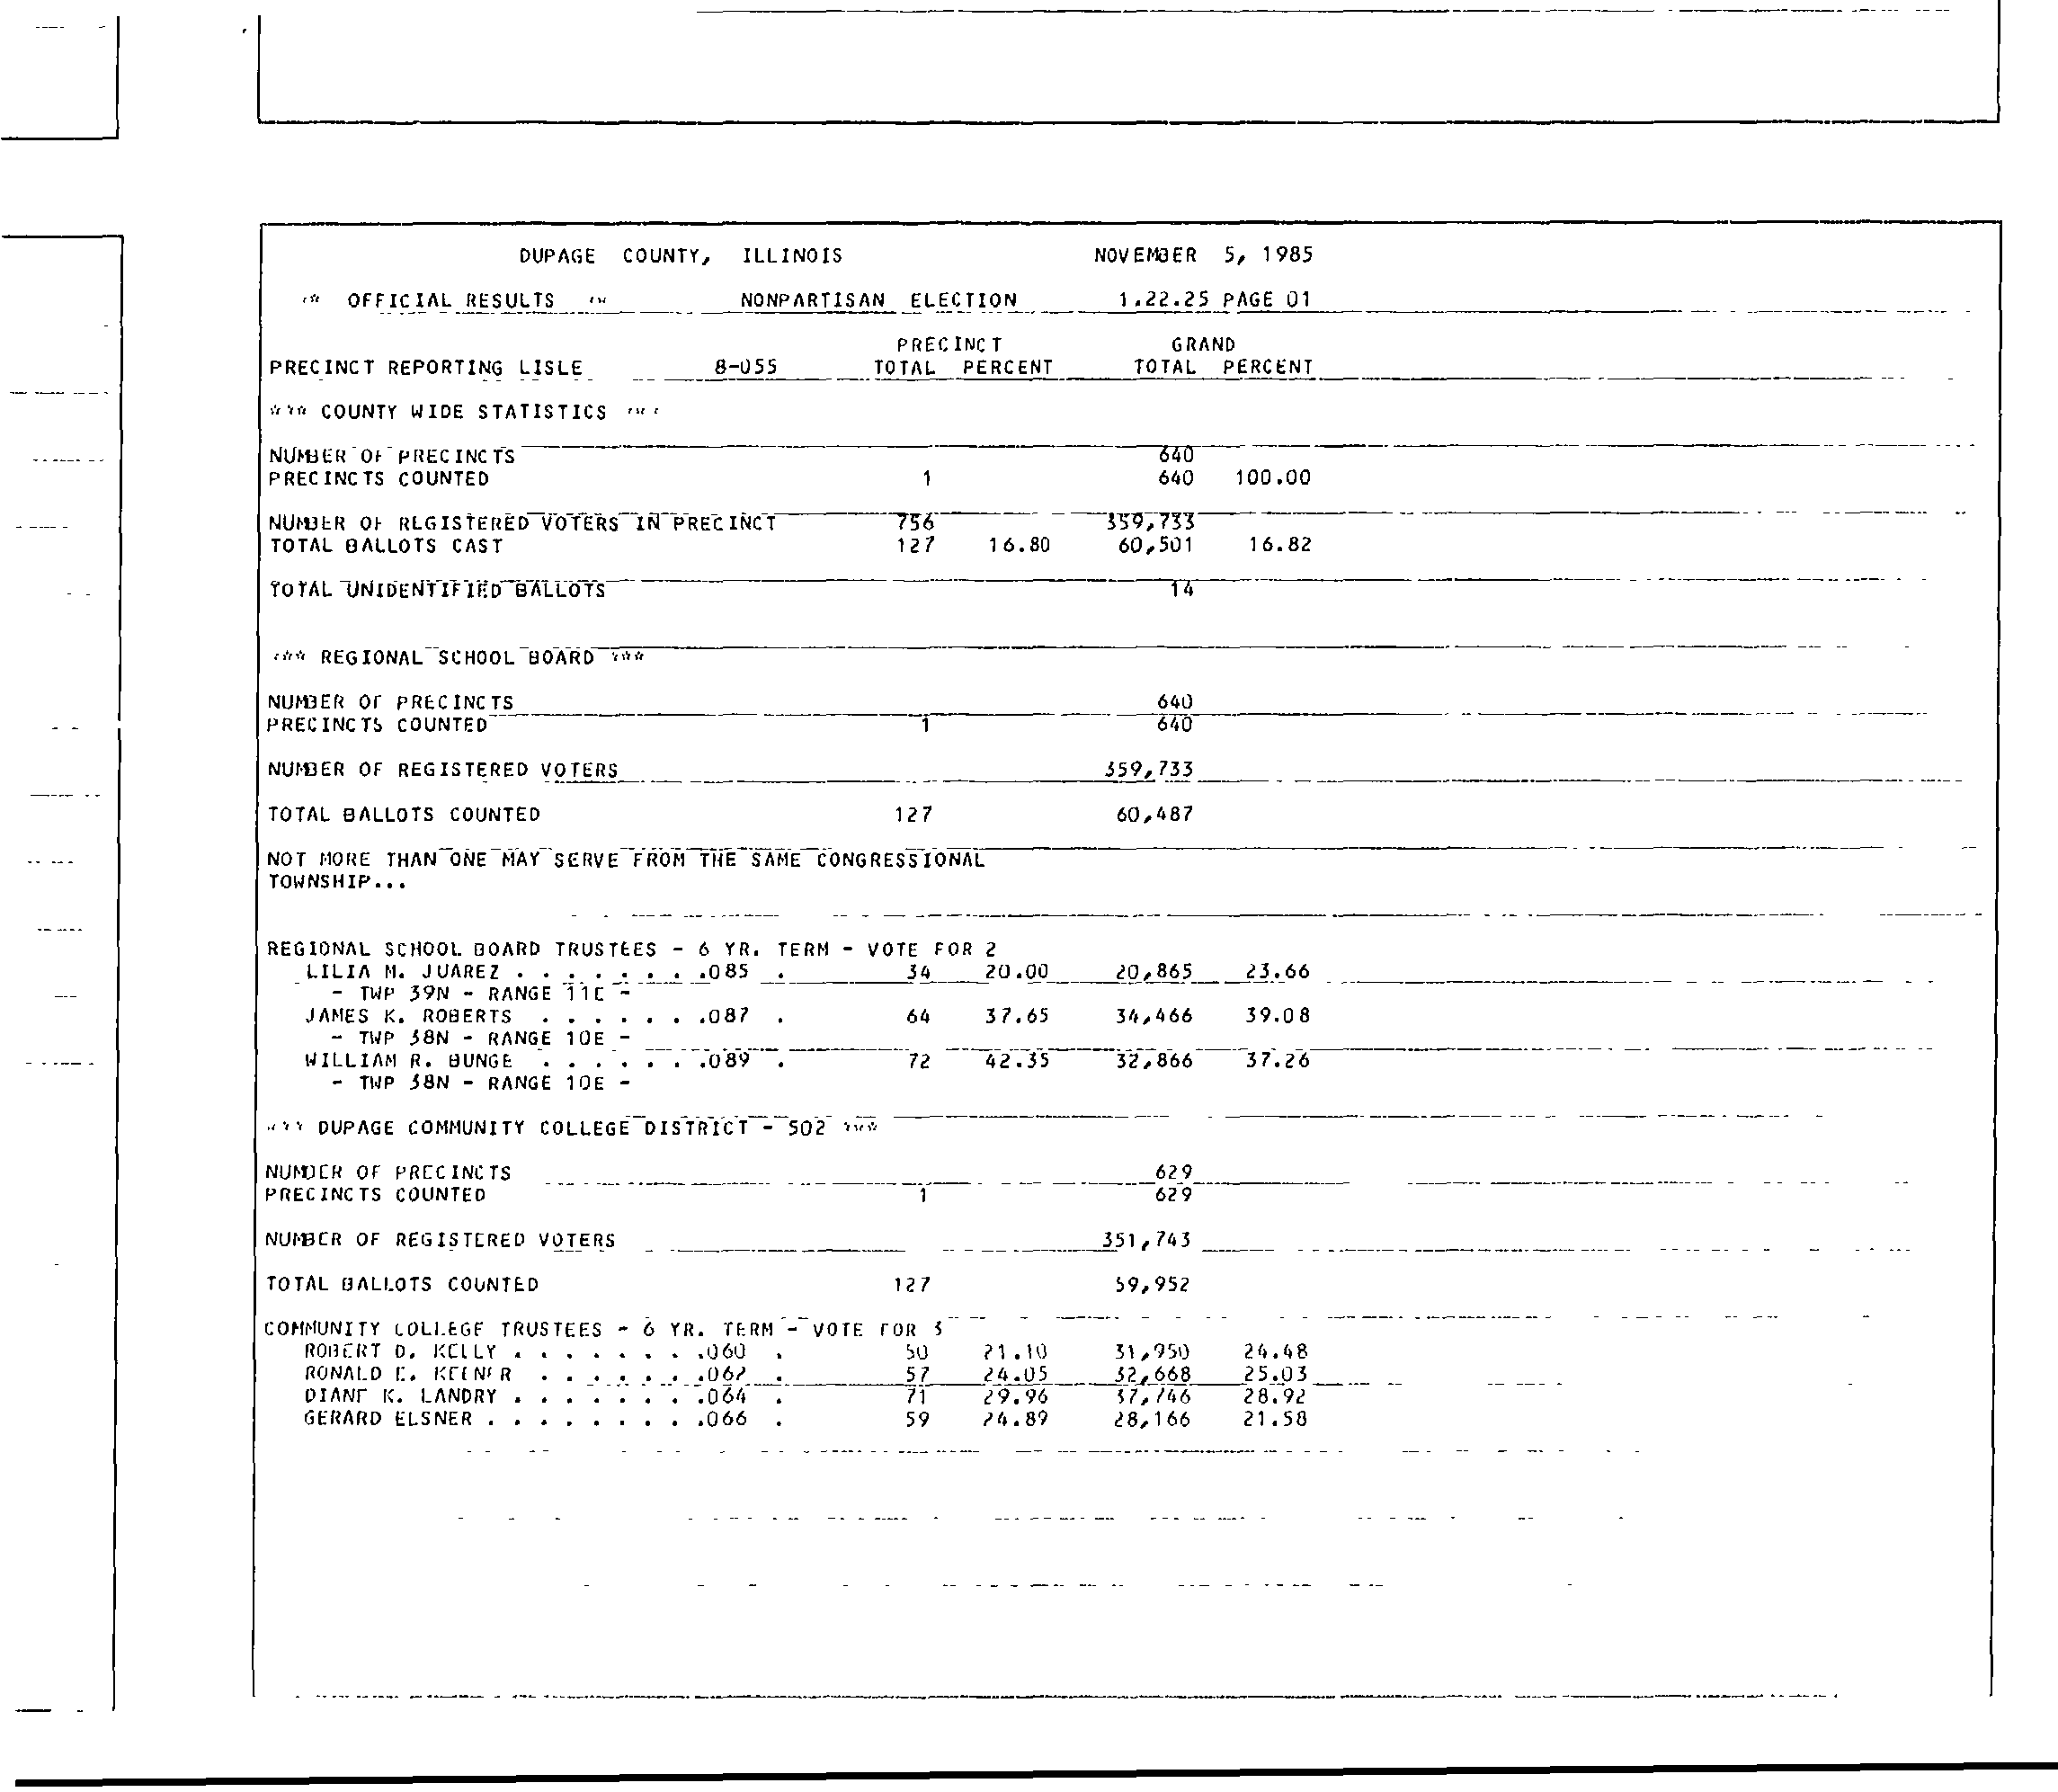 DUPAGE COUNTY, ILLINOIS NOVEMBER 5, 1985
** OFFICIAL RESULTS ** NONPARTISAN ELECTION 1.22.25 PAGE 01
PRECINCT GRAND
PRECINCT REPORTING LISLE 8-055 TOTAL PERCENT TOTAL PERCENT
*** COUNTY WIDE STATISTICS ***
NUMBER OF PRECINCTS 640
PRECINCTS COUNTED 1 640 100.00
NUMBER OF REGISTERED VOTERS IN PRECINCT 756 359,733
TOTAL BALLOTS CAST 127 16.80 60,501 16.82
TOTAL UNIDENTIFIED BALLOTS 14
*** REGIONAL SCHOOL BOARD ***
NUMBER OF PRECINCTS 640
PRECINCTS COUNTED 1 640
NUMBER OF REGISTERED VOTERS 359,733
TOTAL BALLOTS COUNTED 127 60,487
NOT MORE THAN ONE MAY SERVE FROM THE SAME CONGRESSIONAL
TOWNSHIP...
REGIONAL SCHOOL BOARD TRUSTEES - 6 YR. TERM - VOTE FOR 2
LILIA M. JUAREZ . . . . . . . .085 . 34 20.00 20,865 23.66
- TWP 39N - RANGE 11E -
JAMES K. ROBERTS . . . . . . .087 . 64 37.65 34,466 39.08
- TWP 38N - RANGE 10E -
WILLIAM R. BUNGE . . . . . . .089 . 72 42.35 32,866 37.26
- TWP 38N - RANGE 10E -
*** DUPAGE COMMUNITY COLLEGE DISTRICT - 502 ***
NUMBER OF PRECINCTS 629
PRECINCTS COUNTED 1 629
NUMBER OF REGISTERED VOTERS 351,743
TOTAL BALLOTS COUNTED 127 59,952
COMMUNITY COLLEGE TRUSTEES - 6 YR. TERM - VOTE FOR 3
ROBERT D. KELLY . . . . . . . .060 . 50 21.10 31,950 24.48
RONALD E. KEENER . . . . . . .062 . 57 24.05 32,668 25.03
DIANE K. LANDRY . . . . . . . .064 . 71 29.96 37,746 28.92
GERARD ELSNER . . . . . . . . .066 . 59 24.89 28,166 21.58